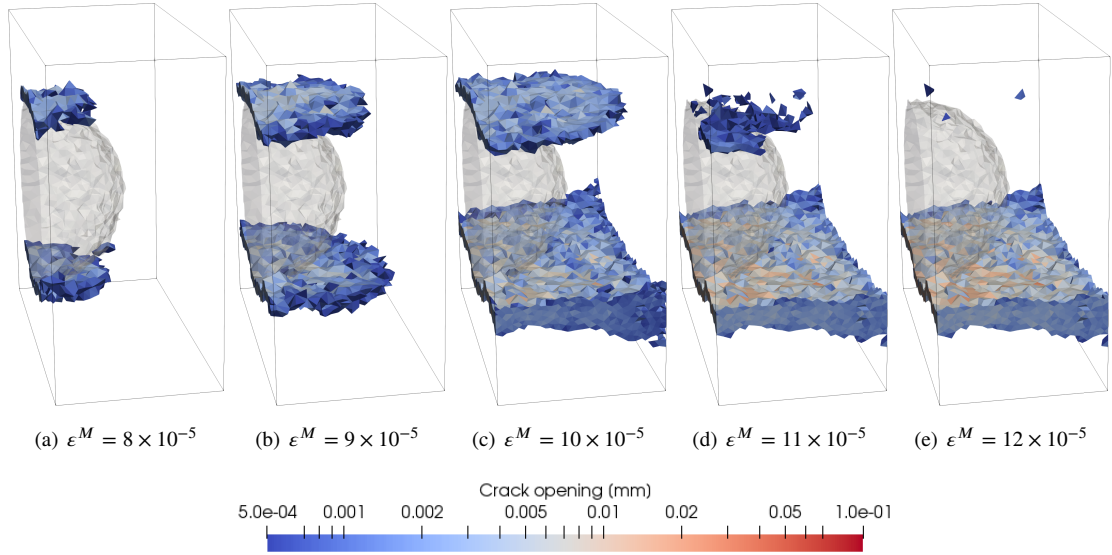 (a) ε^M = 8 × 10^−5 (b) ε^M = 9 × 10^−5 (c) ε^M = 10 × 10^−5 (d) ε^M = 11 × 10^−5 (e) ε^M = 12 × 10^−5
Crack opening (mm)
5.0e-04 0.001 0.002 0.005 0.01 0.02 0.05 1.0e-01